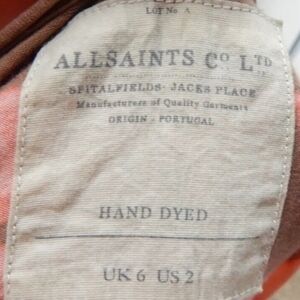 LOT No A
ALLSAINTS Co LTD
SPITALFIELDS · JACKS PLACE
Manufacturers of Quality Garments
ORIGIN - PORTUGAL
HAND DYED
UK 6 US 2